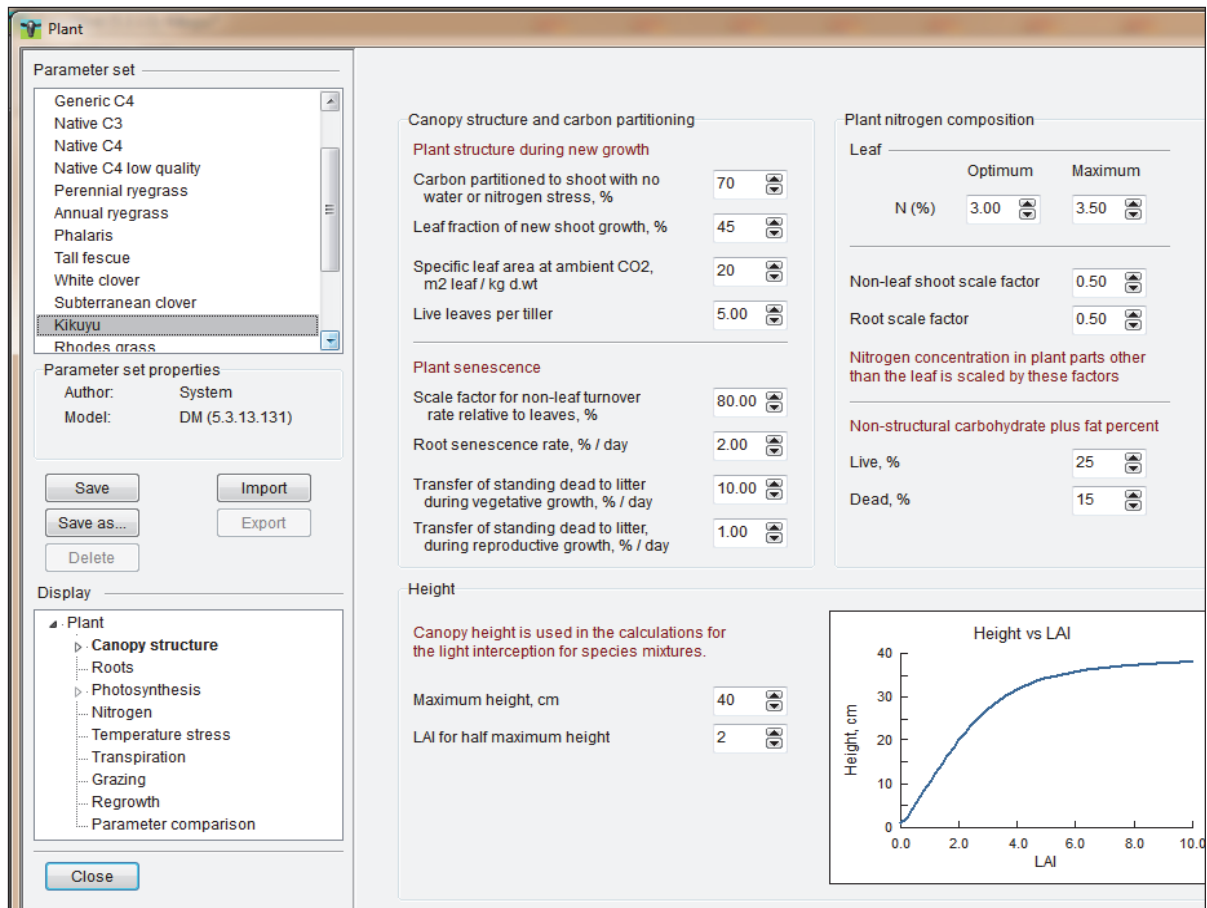 Plant
Parameter set
Generic C4
Native C3
Native C4
Native C4 low quality
Perennial ryegrass
Annual ryegrass
Phalaris
Tall fescue
White clover
Subterranean clover
Kikuyu
Rhodes grass
Parameter set properties
Author: System
Model: DM (5.3.13.131)
Save Import
Save as... Export
Delete
Display
Plant
Canopy structure
Roots
Photosynthesis
Nitrogen
Temperature stress
Transpiration
Grazing
Regrowth
Parameter comparison
Close
Canopy structure and carbon partitioning
Plant structure during new growth
Carbon partitioned to shoot with no
water or nitrogen stress, % 70
Leaf fraction of new shoot growth, % 45
Specific leaf area at ambient CO2,
m2 leaf / kg d.wt 20
Live leaves per tiller 5.00
Plant senescence
Scale factor for non-leaf turnover
rate relative to leaves, % 80.00
Root senescence rate, % / day 2.00
Transfer of standing dead to litter
during vegetative growth, % / day 10.00
Transfer of standing dead to litter,
during reproductive growth, % / day 1.00
Plant nitrogen composition
Leaf
Optimum Maximum
N (%) 3.00 3.50
Non-leaf shoot scale factor 0.50
Root scale factor 0.50
Nitrogen concentration in plant parts other
than the leaf is scaled by these factors
Non-structural carbohydrate plus fat percent
Live, % 25
Dead, % 15
Height
Canopy height is used in the calculations for
the light interception for species mixtures.
Maximum height, cm 40
LAI for half maximum height 2
Height vs LAI
Height, cm
40
30
20
10
0
0.0 2.0 4.0 6.0 8.0 10.0
LAI